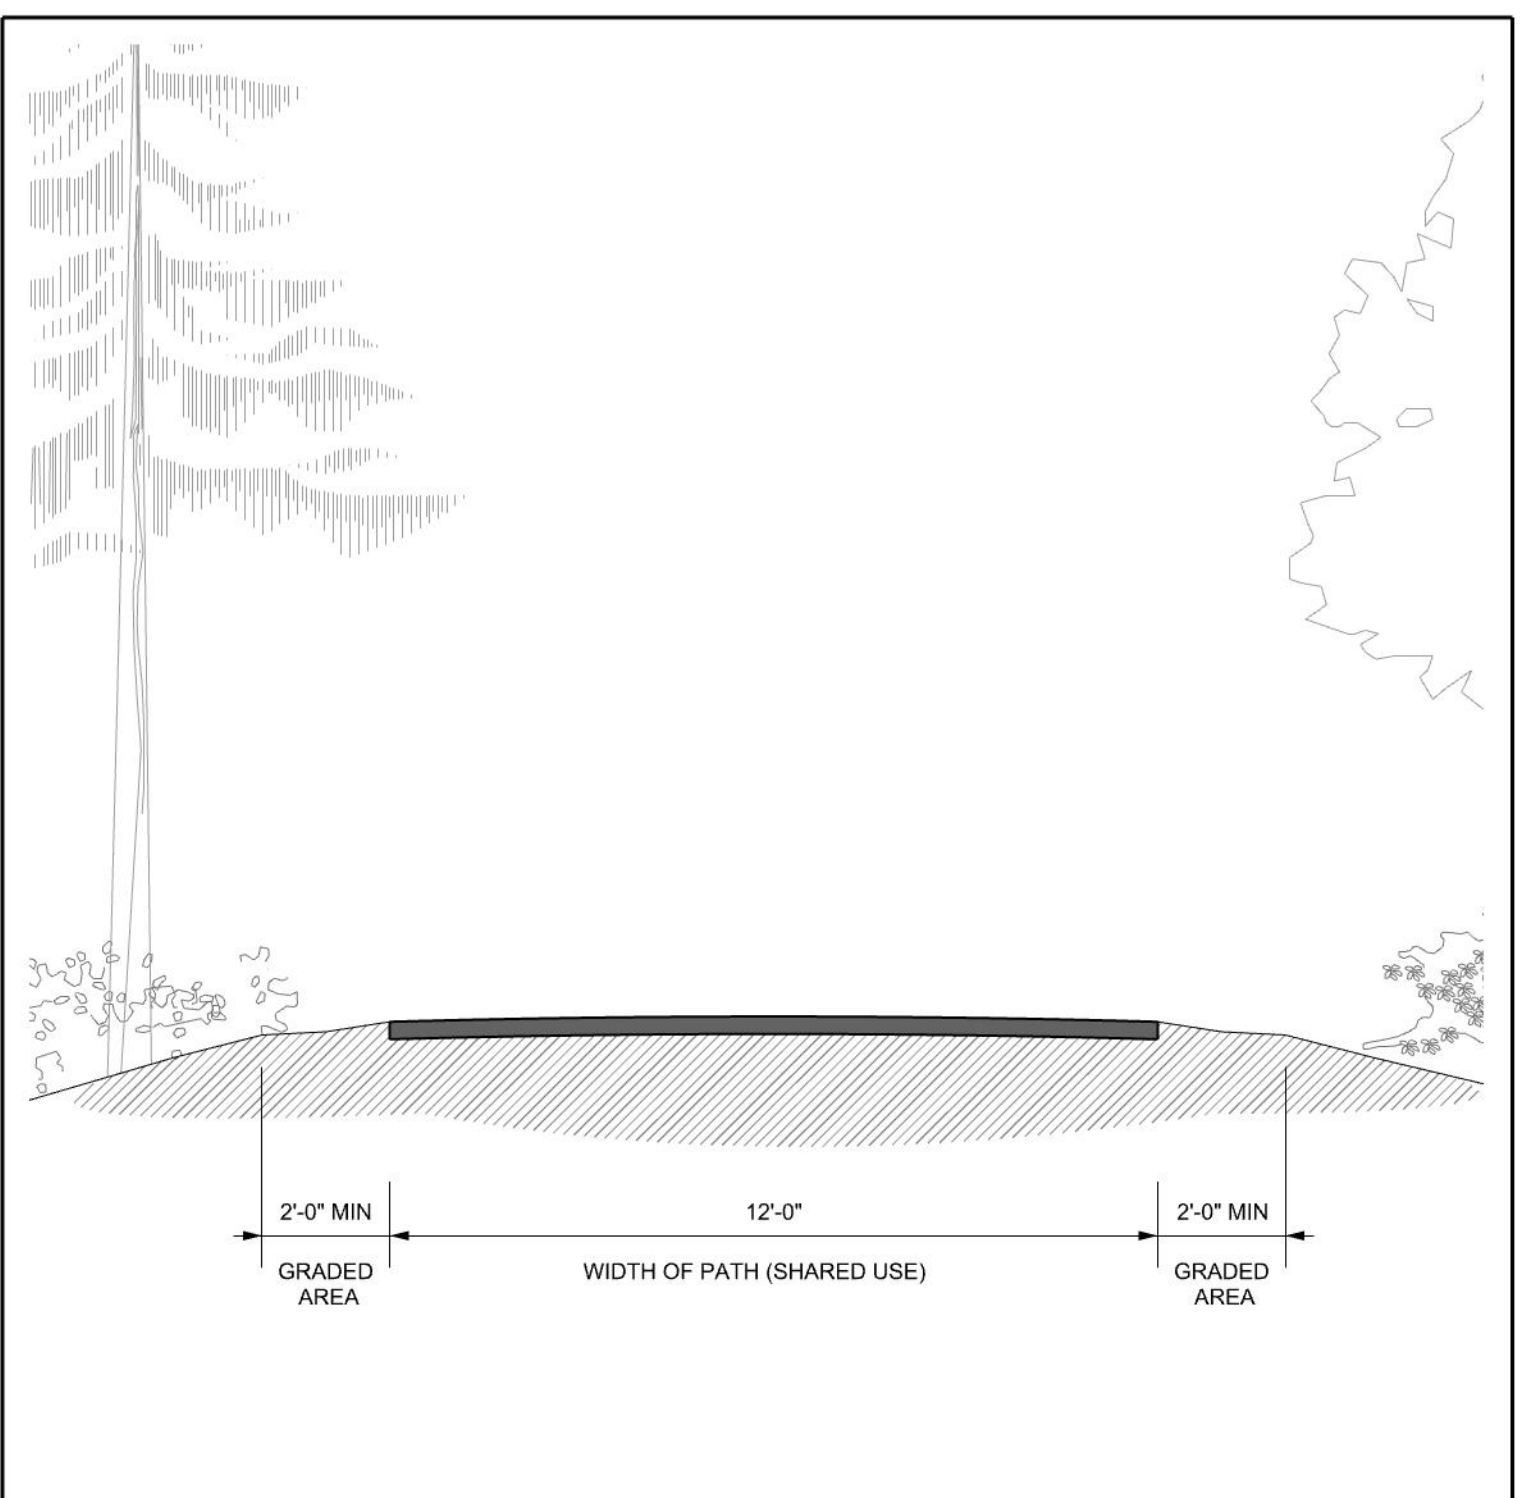 2'-0" MIN
12'-0"
2'-0" MIN
GRADED
AREA
WIDTH OF PATH (SHARED USE)
GRADED
AREA